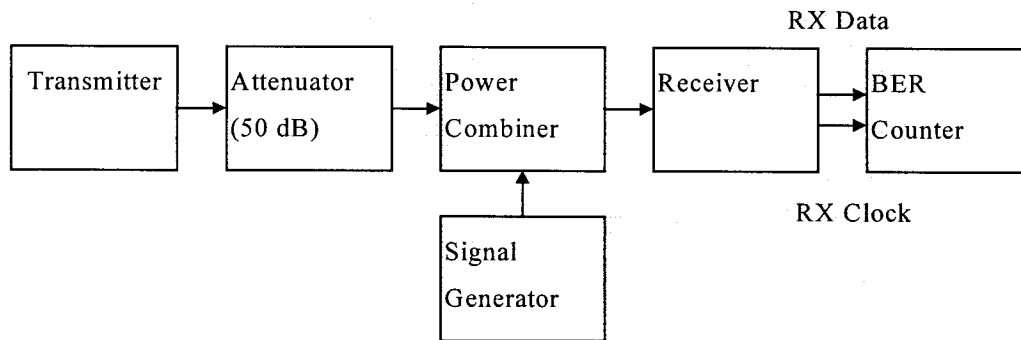 RX Data
Transmitter
Attenuator
(50 dB)
Power
Combiner
Receiver
BER
Counter
RX Clock
Signal
Generator